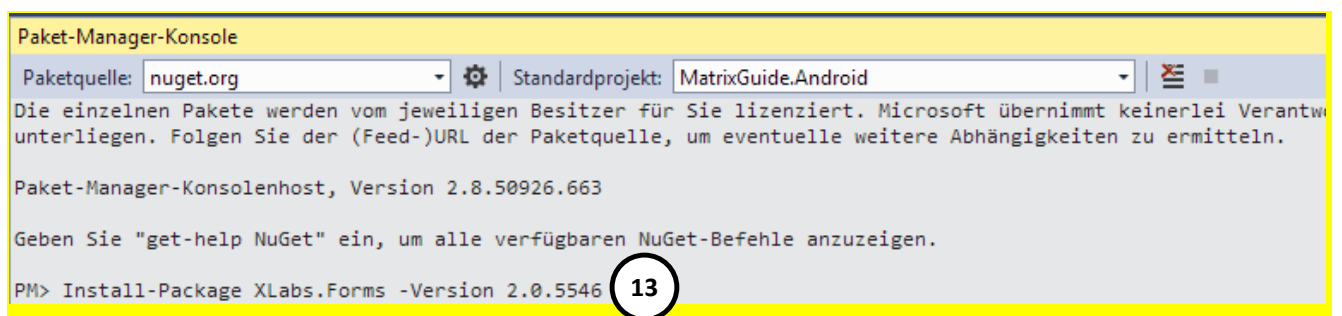 Paket-Manager-Konsole
Paketquelle: nuget.org Standardprojekt: MatrixGuide.Android
Die einzelnen Pakete werden vom jeweiligen Besitzer für Sie lizenziert. Microsoft übernimmt keinerlei
unterliegen. Folgen Sie der (Feed-)URL der Paketquelle, um eventuelle weitere Abhängigkeiten zu ermitteln.
Paket-Manager-Konsolenhost, Version 2.8.50926.663
Geben Sie "get-help NuGet" ein, um alle verfügbaren NuGet-Befehle anzuzeigen.
PM> Install-Package XLabs.Forms -Version 2.0.5546 13